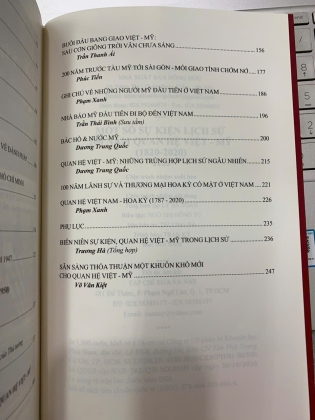 BUỔI ĐẦU BANG GIAO VIỆT - MỸ:
SAU CƠN GIÔNG TRỜI VẪN CHƯA SÁNG 156
Trần Thanh Ái
200 NĂM TRƯỚC TÀU MỸ TỚI SÀI GÒN - MỐI GIAO TÌNH CHỚM NỞ 177
Phúc Tiến
GHI CHÚ VỀ NHỮNG NGƯỜI MỸ ĐẦU TIÊN Ở VIỆT NAM 186
Phạm Xanh
NHÀ BÁO MỸ ĐẦU TIÊN ĐI BỘ ĐẾN VIỆT NAM 196
Trần Thái Bình (Sưu tầm)
BÁC HỒ & NƯỚC MỸ 200
Dương Trung Quốc
QUAN HỆ VIỆT - MỸ: NHỮNG TRÙNG HỢP LỊCH SỬ NGẪU NHIÊN 215
Dương Trung Quốc
100 NĂM LÃNH SỰ VÀ THƯƠNG MẠI HOA KỲ CÓ MẶT Ở VIỆT NAM 221
QUAN HỆ VIỆT NAM - HOA KỲ (1787 - 2020) 226
Phạm Xanh
PHỤ LỤC 235
BIÊN NIÊN SỰ KIỆN, QUAN HỆ VIỆT - MỸ TRONG LỊCH SỬ 236
Trương Hà (Tổng hợp)
SẴN SÀNG THỎA THUẬN MỘT KHUÔN KHỔ MỚI
CHO QUAN HỆ VIỆT - MỸ 247
Võ Văn Kiệt